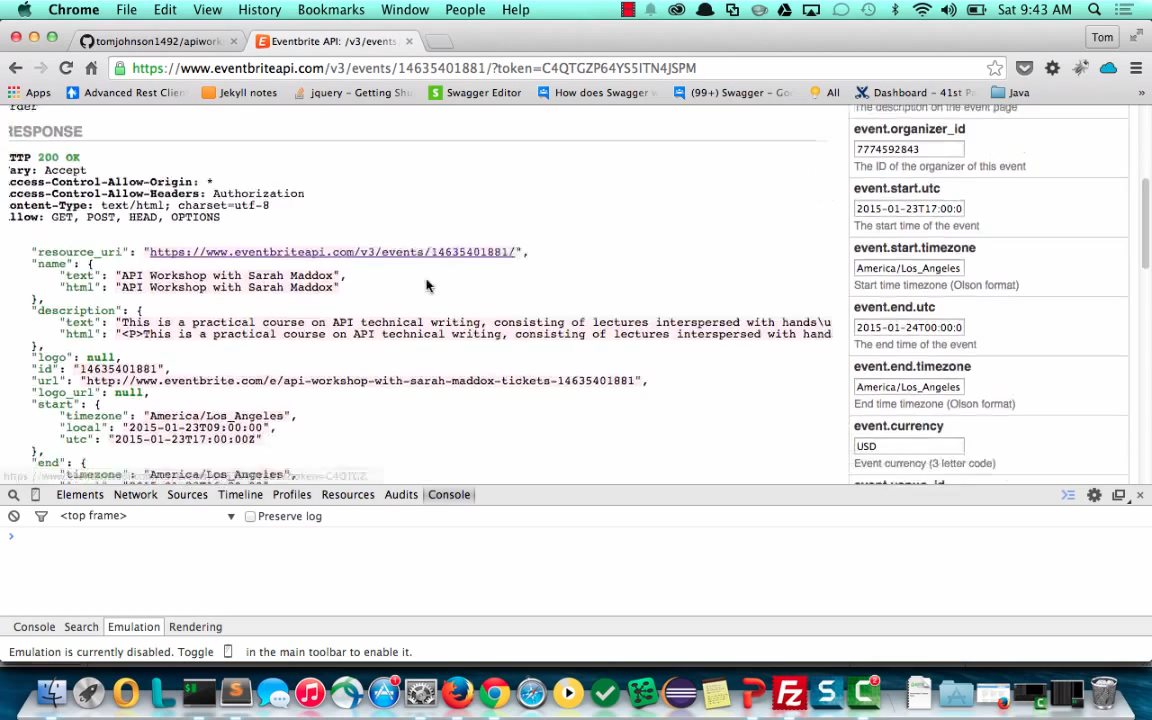 Chrome File Edit View History Bookmarks Window People Help Sat 9:43 AM
tomjohnson1492/apiwork Eventbrite API: /v3/events Tom
https://www.eventbriteapi.com/v3/events/14635401881/?token=C4QTGZP64YS5ITN4JSPM
Apps Advanced Rest Clien Jekyll notes jquery — Getting Sta Swagger Editor How does Swagger (99+) Swagger - Go All Dashboard – 41st Java
rder
The description on the event page
RESPONSE
event.organizer_id
7774592843
The ID of the organizer of this event
TTP 200 OK
ary: Accept
ccess-Control-Allow-Origin: *
ccess-Control-Allow-Headers: Authorization
ontent-Type: text/html; charset=utf-8
llow: GET, POST, HEAD, OPTIONS
event.start.utc
2015-01-23T17:00:0
The start time of the event
event.start.timezone
America/Los_Angeles
Start time timezone (Olson format)
event.end.utc
2015-01-24T00:00:0
The end time of the event
event.end.timezone
America/Los_Angeles
End time timezone (Olson format)
event.currency
USD
Event currency (3 letter code)
"resource_uri": "https://www.eventbriteapi.com/v3/events/14635401881/",
"name": {
"text": "API Workshop with Sarah Maddox",
"html": "API Workshop with Sarah Maddox"
},
"description": {
"text": "This is a practical course on API technical writing, consisting of lectures interspersed with hands\u
"html": "<P>This is a practical course on API technical writing, consisting of lectures interspersed with hand
},
"logo": null,
"id": "14635401881",
"url": "http://www.eventbrite.com/e/api-workshop-with-sarah-maddox-tickets-14635401881",
"logo_url": null,
"start": {
"timezone": "America/Los_Angeles",
"local": "2015-01-23T09:00:00",
"utc": "2015-01-23T17:00:00Z"
},
"end": {
"timezone": "America/Los_Angeles",
Elements Network Sources Timeline Profiles Resources Audits Console
<top frame> Preserve log
Console Search Emulation Rendering
Emulation is currently disabled. Toggle in the main toolbar to enable it.